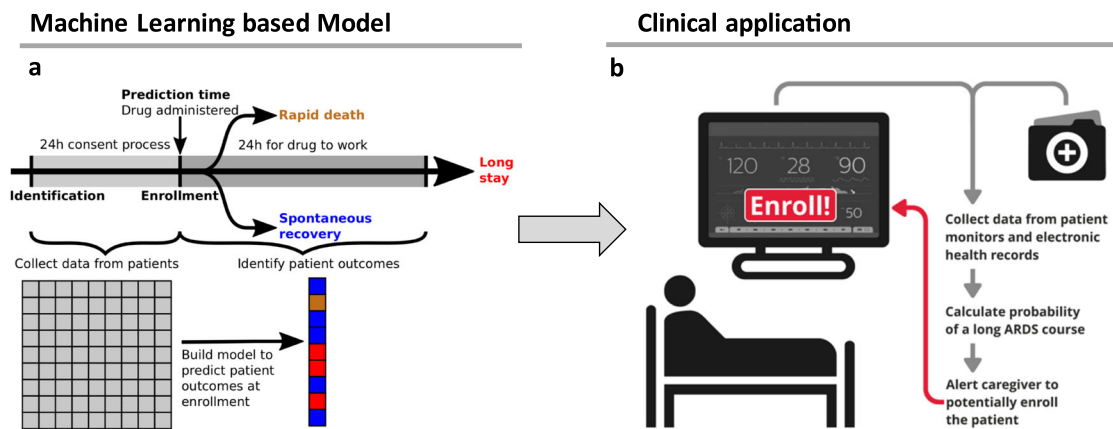 Machine Learning based Model
Clinical application
a
Prediction time
Drug administered
Rapid death
24h consent process
24h for drug to work
Long
stay
Identification
Enrollment
Spontaneous
recovery
Collect data from patients
Identify patient outcomes
Build model to
predict patient
outcomes at
enrollment
b
120
28
90
Enroll!
50
Collect data from patient
monitors and electronic
health records
Calculate probability
of a long ARDS course
Alert caregiver to
potentially enroll
the patient